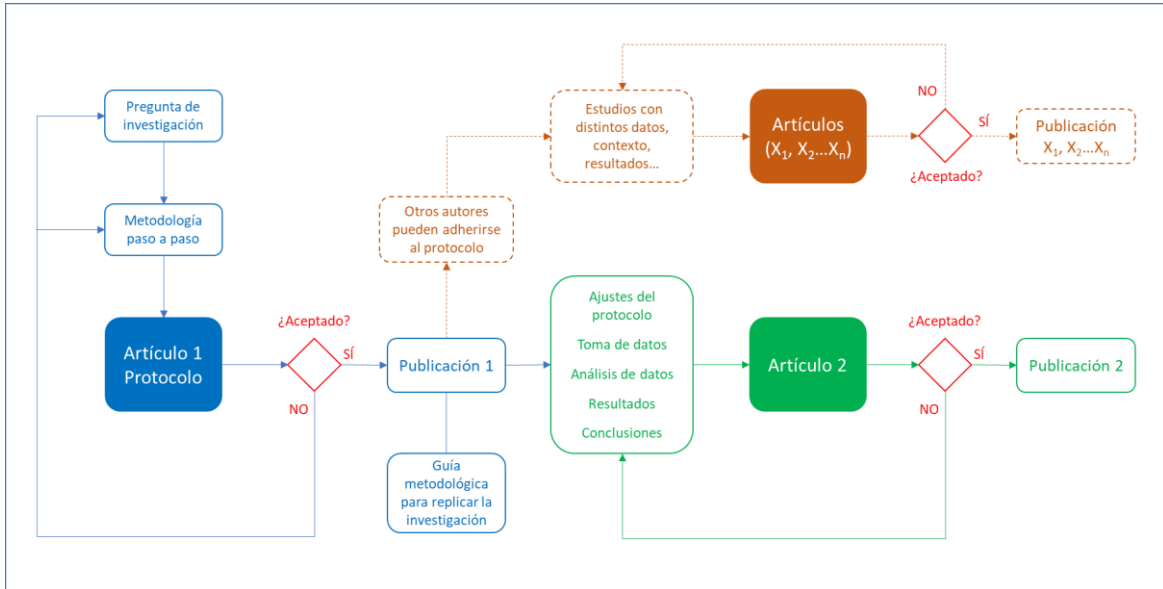 Pregunta de
investigación
Metodología
paso a paso
Artículo 1
Protocolo
¿Aceptado?
SÍ
NO
Publicación 1
Guía
metodológica
para replicar la
investigación
Otros autores
pueden adherirse
al protocolo
Estudios con
distintos datos,
contexto,
resultados...
Artículos
(X₁, X₂...Xₙ)
NO
SÍ
¿Aceptado?
Publicación
X₁, X₂...Xₙ
Ajustes del
protocolo
Toma de datos
Análisis de datos
Resultados
Conclusiones
Artículo 2
¿Aceptado?
SÍ
NO
Publicación 2